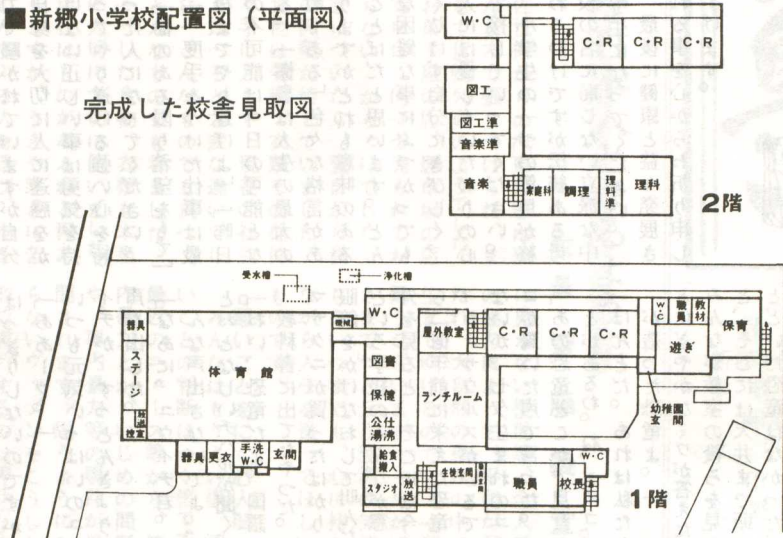 ■新郷小学校配置図（平面図）
完成した校舎見取図
W・C
C・R
C・R
C・R
図工
図工準
音楽準
音楽
家庭科
調理
理科準
理科
2階
受水槽
浄化槽
器具
ステージ
放送
控室
体育館
機械
W・C
図書
保健
公仕
湯沸
給食
搬入
スタジオ
放送
器具
更衣
手洗
W・C
玄関
屋外教室
ランチルーム
生徒玄関
職員玄関
C・R
C・R
C・R
W・C
職員
教材
遊ぎ
保育
幼稚園
玄関
職員
校長
W・C
1階